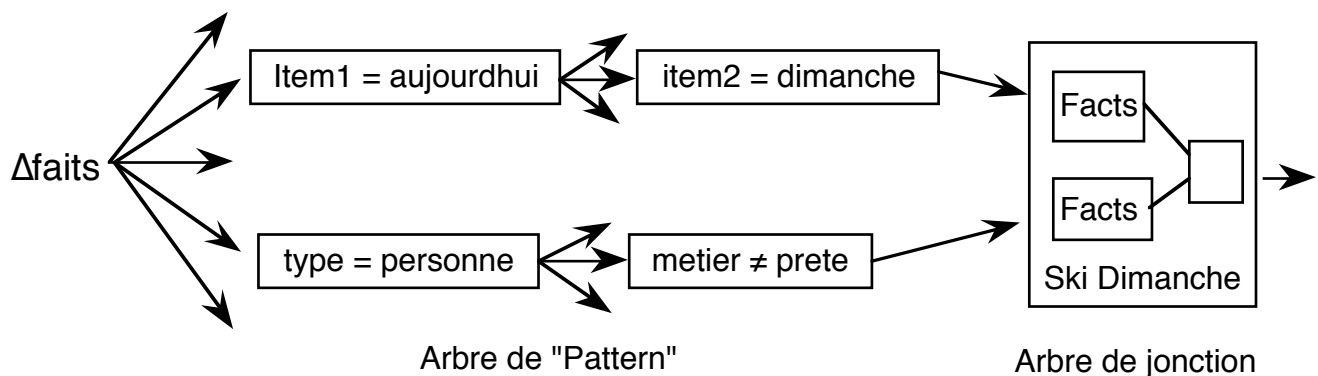 Item1 = aujourdhui
item2 = dimanche
Facts
Δfaits
Facts
type = personne
metier ≠ prete
Ski Dimanche
Arbre de "Pattern"
Arbre de jonction